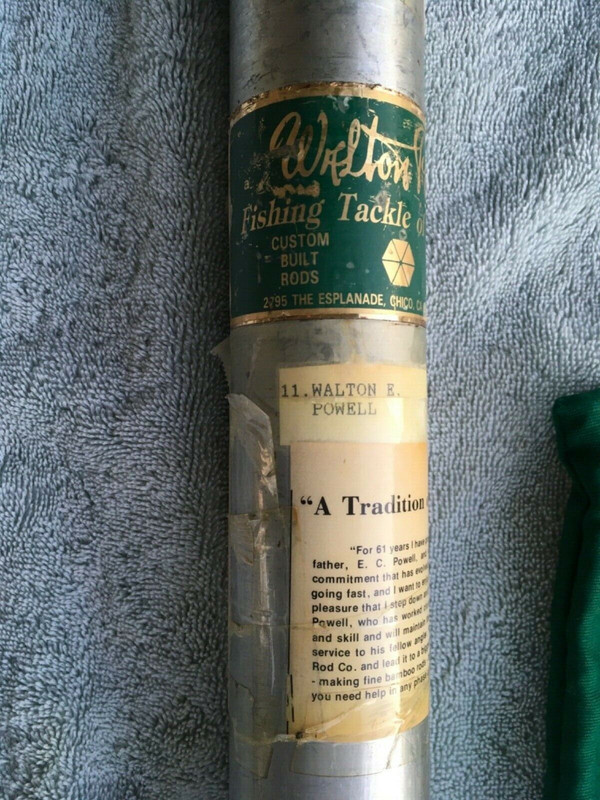 Walton
Fishing Tackle
CUSTOM
BUILT
RODS
2795 THE ESPLANADE, CHICO, CA
11.WALTON E.
POWELL
“A Tradition
“For 61 years I have
father, E. C. Powell, and
commitment that has
going fast, and I want to
pleasure that I step down
Powell, who has worked
and skill and will maintain
service to his fellow angler
Rod Co. and lead it to a
- making fine bamboo rods
you need help in any phase